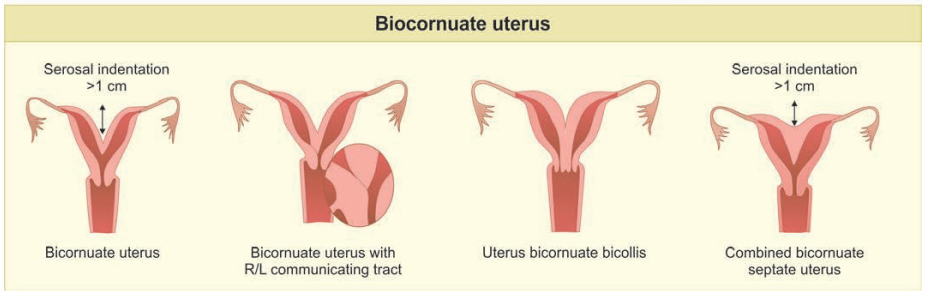 Biocornuate uterus
Serosal indentation
>1 cm
Serosal indentation
>1 cm
Bicornuate uterus
Bicornuate uterus with
R/L communicating tract
Uterus bicornuate bicollis
Combined bicornuate
septate uterus